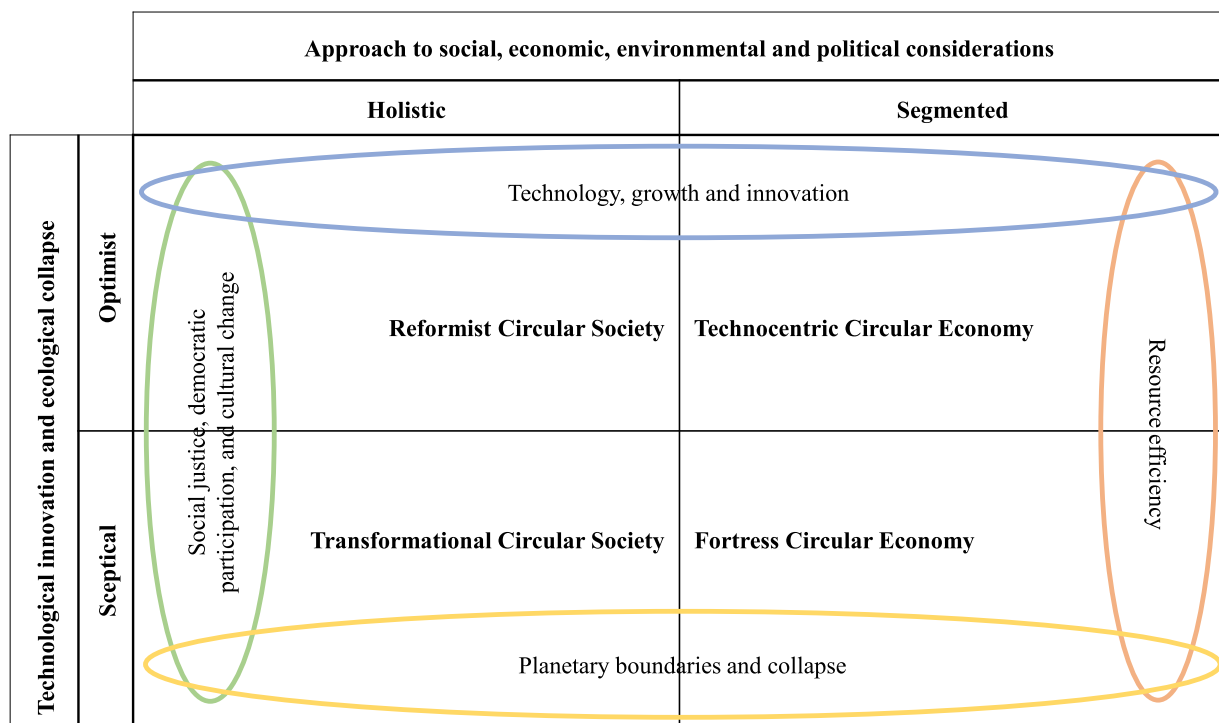 Approach to social, economic, environmental and political considerations
Holistic
Segmented
Technological innovation and ecological collapse
Optimist
Sceptical
Technology, growth and innovation
Social justice, democratic
participation, and cultural change
Reformist Circular Society
Technocentric Circular Economy
Resource efficiency
Transformational Circular Society
Fortress Circular Economy
Planetary boundaries and collapse